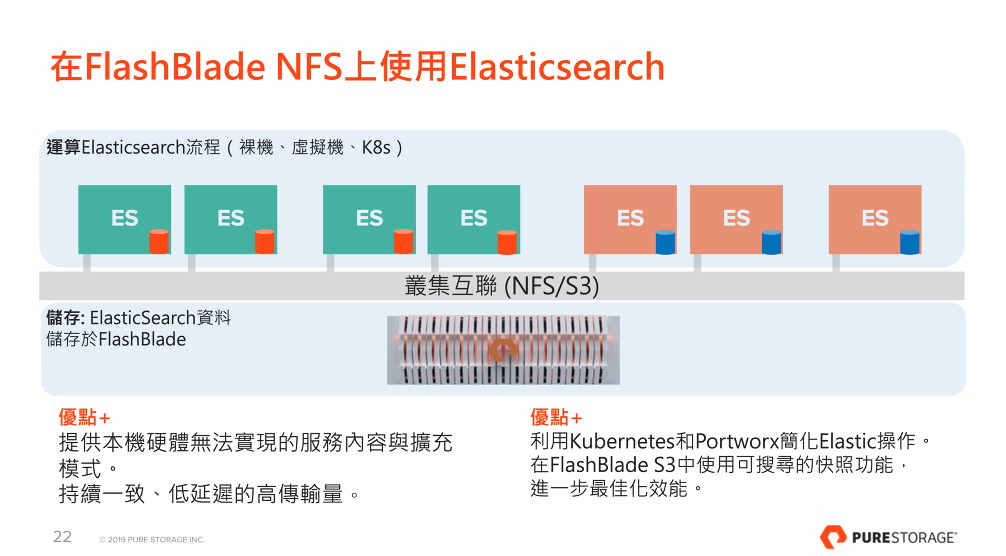 在FlashBlade NFS上使用Elasticsearch
運算Elasticsearch流程（裸機、虛擬機、K8s）
ES ES ES ES ES ES ES
叢集互聯 (NFS/S3)
儲存: ElasticSearch資料
儲存於FlashBlade
優點+
提供本機硬體無法實現的服務內容與擴充
模式。
持續一致、低延遲的高傳輸量。
優點+
利用Kubernetes和Portworx簡化Elastic操作。
在FlashBlade S3中使用可搜尋的快照功能，
進一步最佳化效能。
22 © 2019 PURE STORAGE INC.
PURESTORAGE®